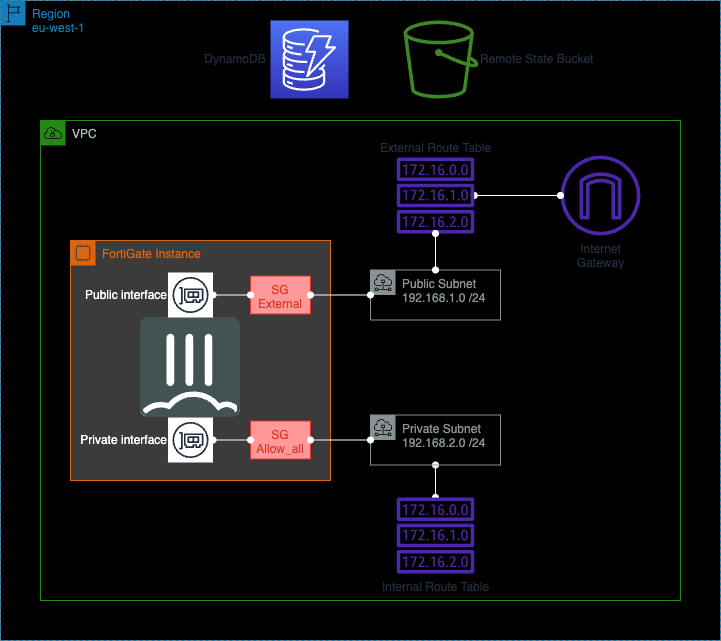 Region
eu-west-1
DynamoDB
Remote State Bucket
VPC
External Route Table
172.16.0.0
172.16.1.0
172.16.2.0
Internet
Gateway
FortiGate Instance
Public interface
SG
External
Public Subnet
192.168.1.0 /24
Private interface
SG
Allow_all
Private Subnet
192.168.2.0 /24
172.16.0.0
172.16.1.0
172.16.2.0
Internal Route Table